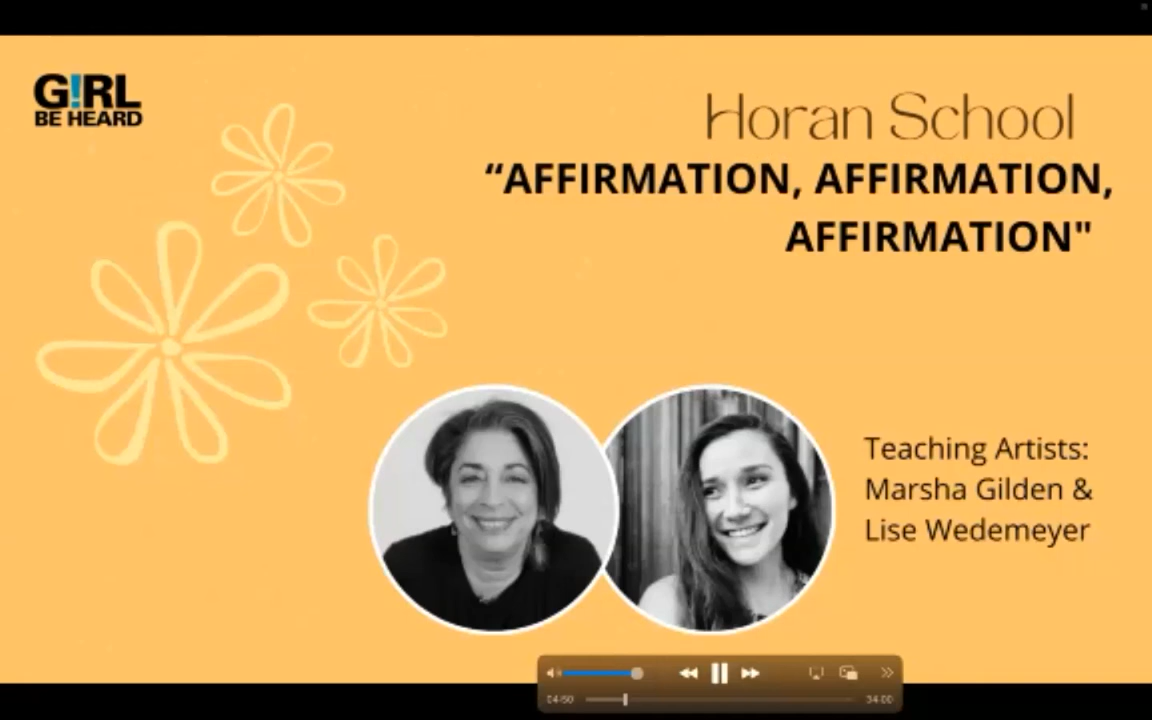 G!RL
BE HEARD
Horan School
“AFFIRMATION, AFFIRMATION,
AFFIRMATION"
Teaching Artists:
Marsha Gilden &
Lise Wedemeyer
04:50
34:00